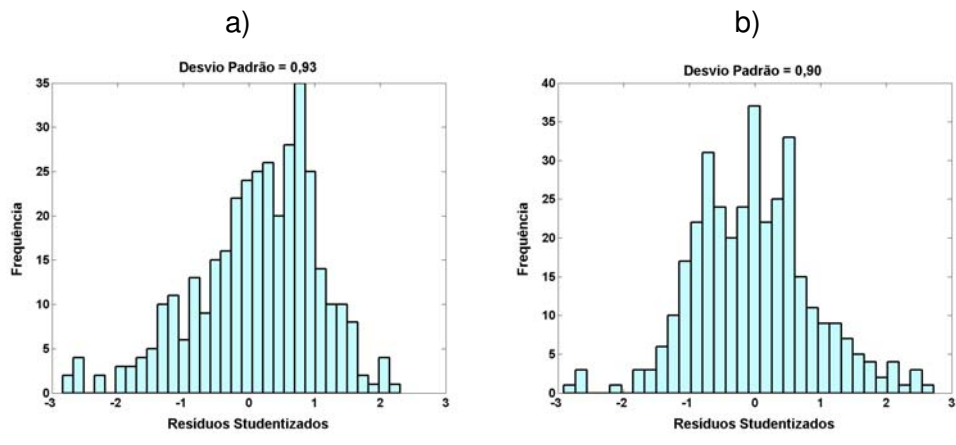 a)
b)
Desvio Padrão = 0,93
Desvio Padrão = 0,90
35
30
25
20
15
10
5
0
-3 -2 -1 0 1 2 3
Frequência
Resíduos Studentizados
40
35
30
25
20
15
10
5
0
-3 -2 -1 0 1 2 3
Frequência
Resíduos Studentizados